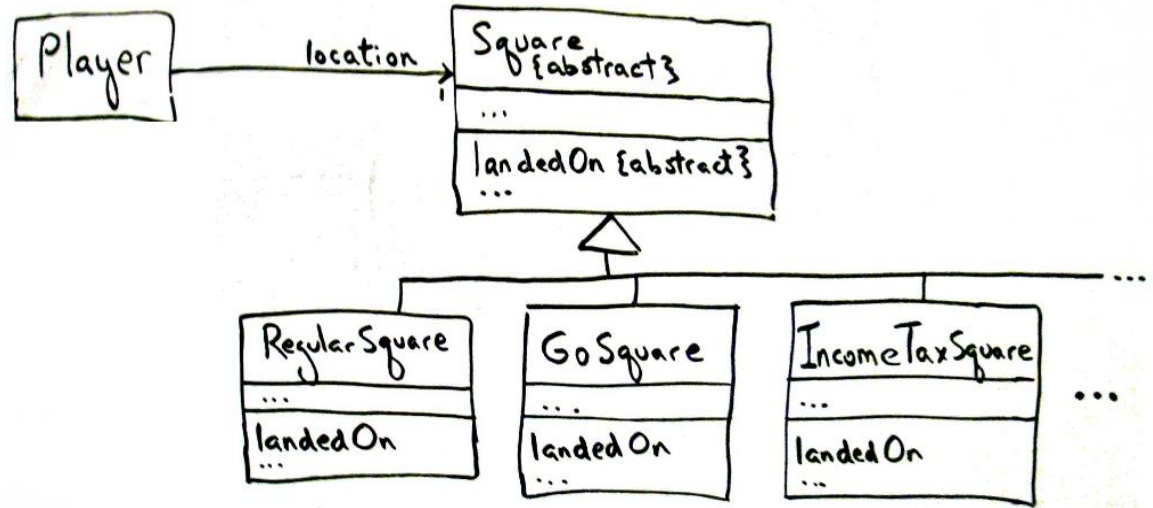 Player
location
1
Square
{abstract}
...
landedOn {abstract}
...
...
RegularSquare
...
landedOn
...
GoSquare
...
landedOn
...
IncomeTaxSquare
...
landedOn
...
...